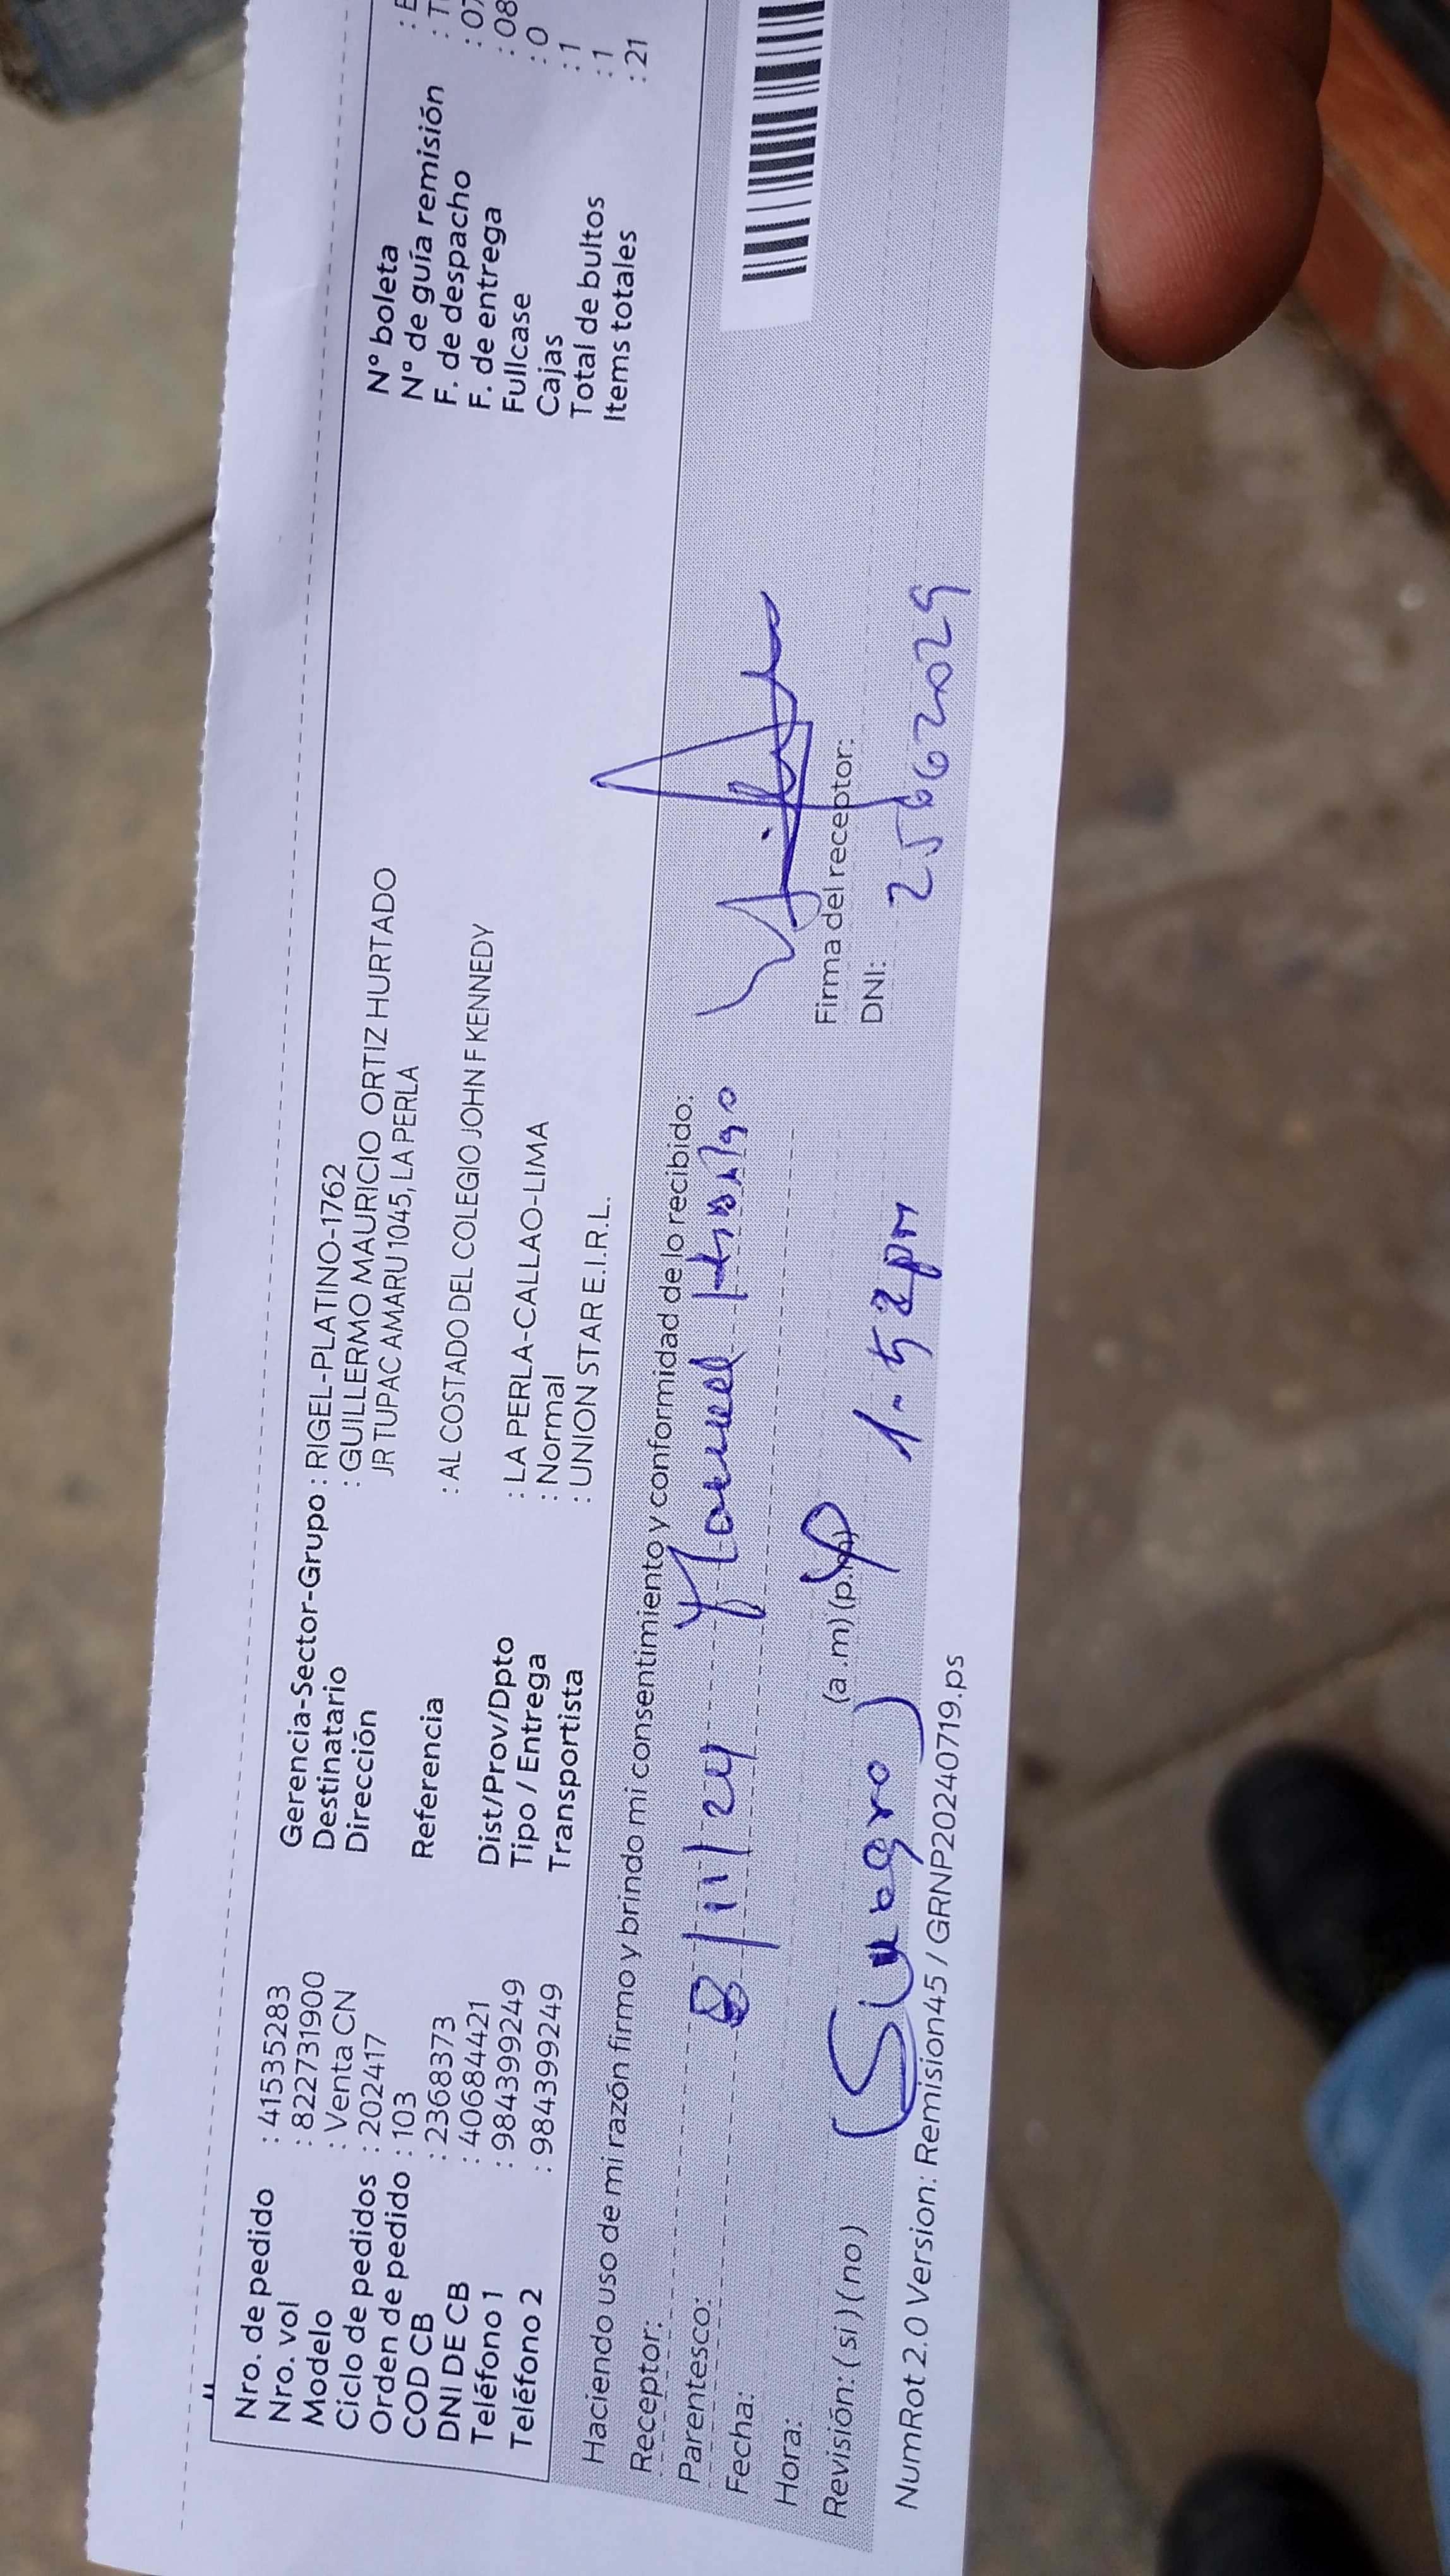 Nro. de pedido : 41535283
Nro. vol : 822731900
Modelo : Venta CN
Ciclo de pedidos : 202417
Orden de pedido : 103
COD CB : 2368373
DNI DE CB : 40684421
Teléfono 1 : 984399249
Teléfono 2 : 984399249
Gerencia-Sector-Grupo : RIGEL-PLATINO-1762
Destinatario : GUILLERMO MAURICIO ORTIZ HURTADO
Dirección JR TUPAC AMARU 1045, LA PERLA
Referencia : AL COSTADO DEL COLEGIO JOHN F KENNEDY
Dist/Prov/Dpto : LA PERLA-CALLAO-LIMA
Tipo / Entrega : Normal
Transportista : UNION STAR E.I.R.L.
N° boleta
N° de guía remisión
F. de despacho : 07
F. de entrega : 08
Fullcase : 0
Cajas : 1
Total de bultos : 1
Items totales : 21
Haciendo uso de mi razón firmo y brindo mi consentimiento y conformidad de lo recibido:
Receptor:
Parentesco:
Fecha: 8/11/24 Manuel
Hora: (a.m)(p.m)
Firma del receptor:
DNI: 25662029
Revisión: (si) (no) (Suegro) 1-52pm
NumRot 2.0 Version: Remision45 / GRNP20240719.ps